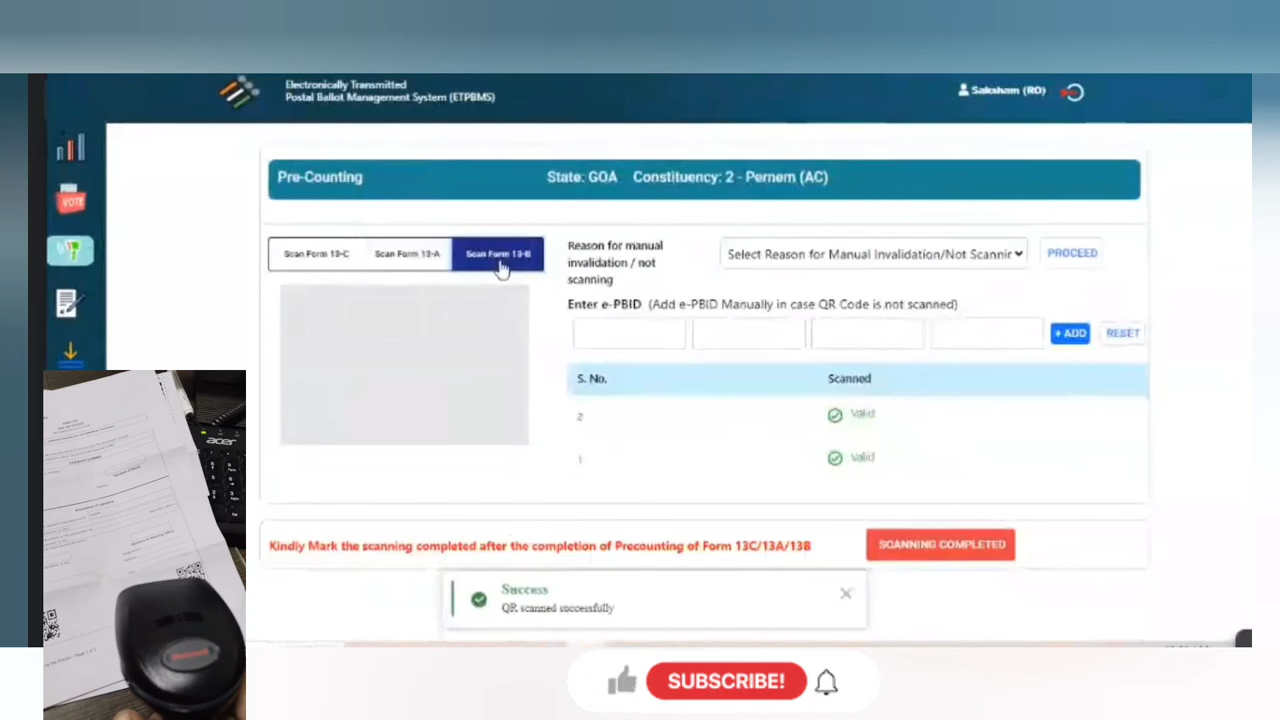 Electronically Transmitted
Postal Ballot Management System (ETPBMS)
Saksham (RO)
VOTE
Pre-Counting State: GOA Constituency: 2 - Pernem (AC)
Scan Form 13-C Scan Form 13-A Scan Form 13-B
Reason for manual
invalidation / not
scanning
Select Reason for Manual Invalidation/Not Scannin
PROCEED
Enter e-PBID (Add e-PBID Manually in case QR Code is not scanned)
+ ADD RESET
S. No. Scanned
2 Valid
1 Valid
Kindly Mark the scanning completed after the completion of Precounting of Form 13C/13A/13B
SCANNING COMPLETED
Success
QR scanned successfully
acer
Honeywell
SUBSCRIBE!